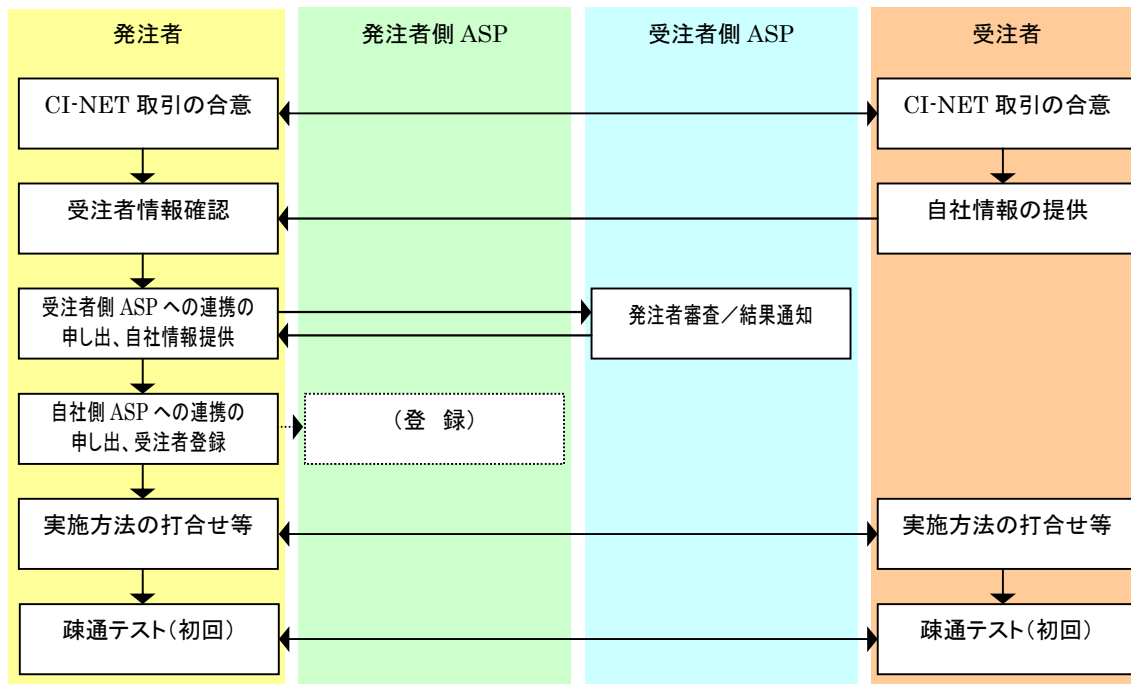 発注者
発注者側 ASP
受注者側 ASP
受注者
CI-NET 取引の合意
CI-NET 取引の合意
受注者情報確認
自社情報の提供
受注者側 ASP への連携の
申し出、自社情報提供
発注者審査／結果通知
自社側 ASP への連携の
申し出、受注者登録
（登 録）
実施方法の打合せ等
実施方法の打合せ等
疎通テスト（初回）
疎通テスト（初回）